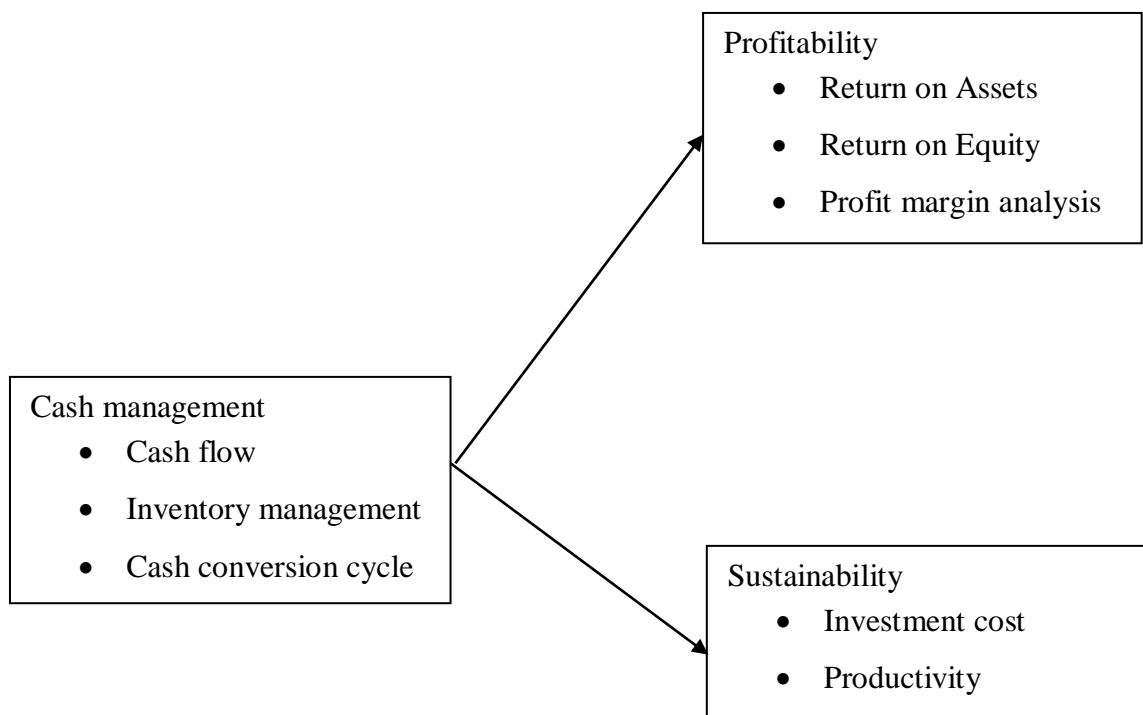 Profitability
• Return on Assets
• Return on Equity
• Profit margin analysis
Cash management
• Cash flow
• Inventory management
• Cash conversion cycle
Sustainability
• Investment cost
• Productivity